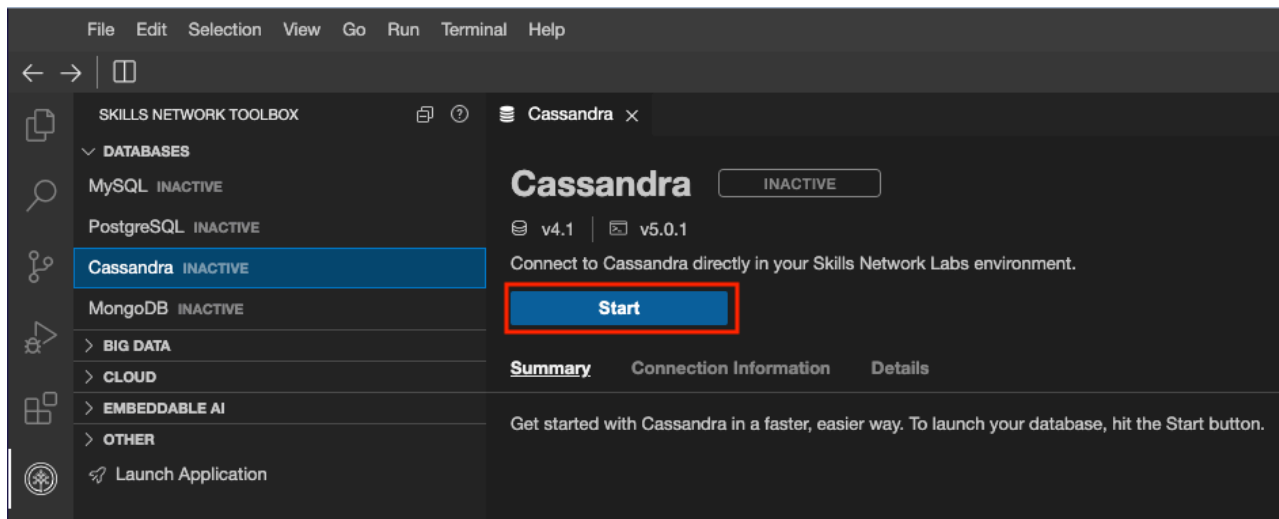 File Edit Selection View Go Run Terminal Help
SKILLS NETWORK TOOLBOX
DATABASES
MySQL INACTIVE
PostgreSQL INACTIVE
Cassandra INACTIVE
MongoDB INACTIVE
BIG DATA
CLOUD
EMBEDDABLE AI
OTHER
Launch Application
Cassandra
Cassandra INACTIVE
v4.1 v5.0.1
Connect to Cassandra directly in your Skills Network Labs environment.
Start
Summary Connection Information Details
Get started with Cassandra in a faster, easier way. To launch your database, hit the Start button.